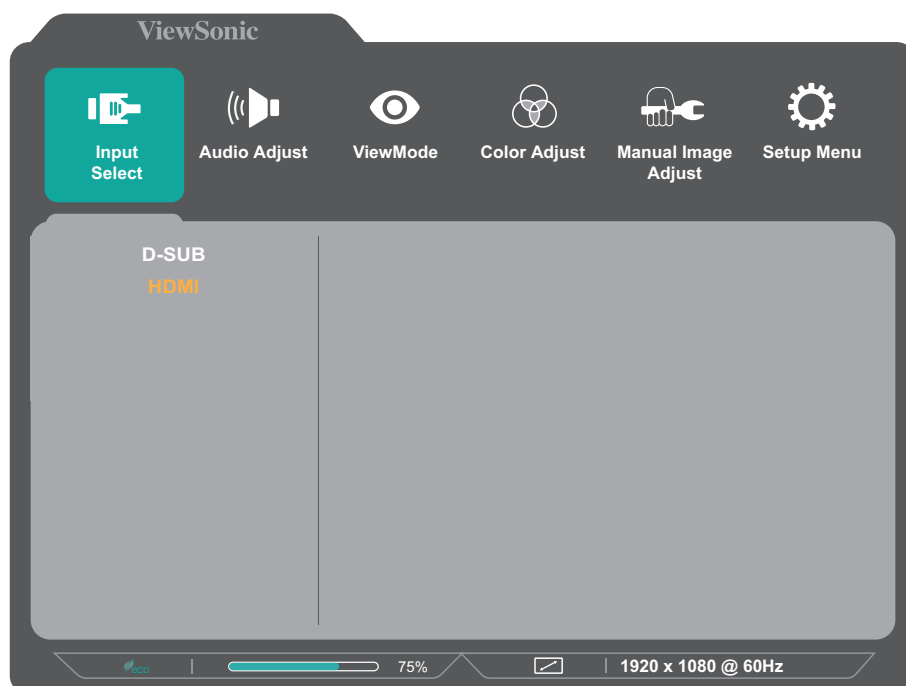 ViewSonic
Input
Select
Audio Adjust
ViewMode
Color Adjust
Manual Image
Adjust
Setup Menu
D-SUB
HDMI
eco
75%
1920 x 1080 @ 60Hz